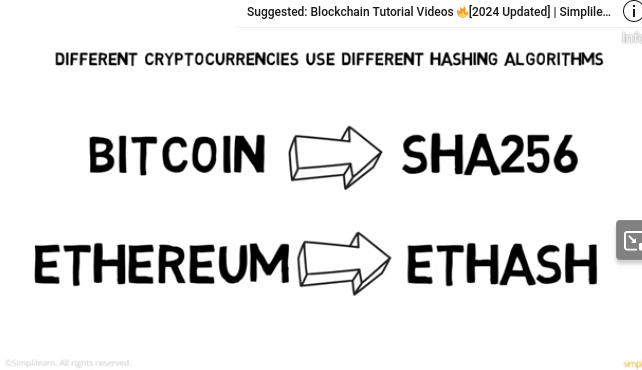 Suggested: Blockchain Tutorial Videos 🔥[2024 Updated] | Simplile...
Info
DIFFERENT CRYPTOCURRENCIES USE DIFFERENT HASHING ALGORITHMS
BITCOIN SHA256
ETHEREUM ETHASH
©Simplilearn. All rights reserved.
simpl